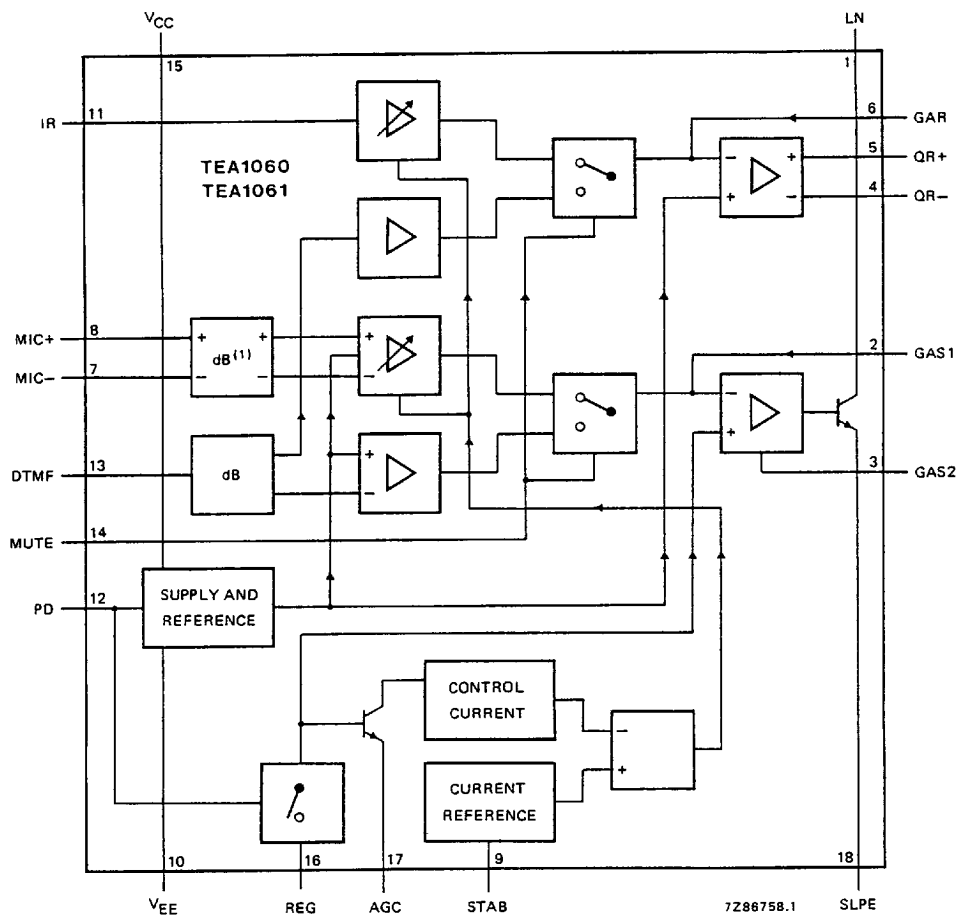 VCC
LN
15
1
IR
11
6
GAR
TEA1060
TEA1061
5
QR+
4
QR−
−
+
+
−
MIC+
8
MIC−
7
+
+
dB(1)
−
−
+
−
2
GAS1
−
+
DTMF
13
dB
+
−
3
GAS2
MUTE
14
PD
12
SUPPLY AND
REFERENCE
CONTROL
CURRENT
−
+
CURRENT
REFERENCE
10
16
17
9
18
VEE
REG
AGC
STAB
7Z86758.1
SLPE